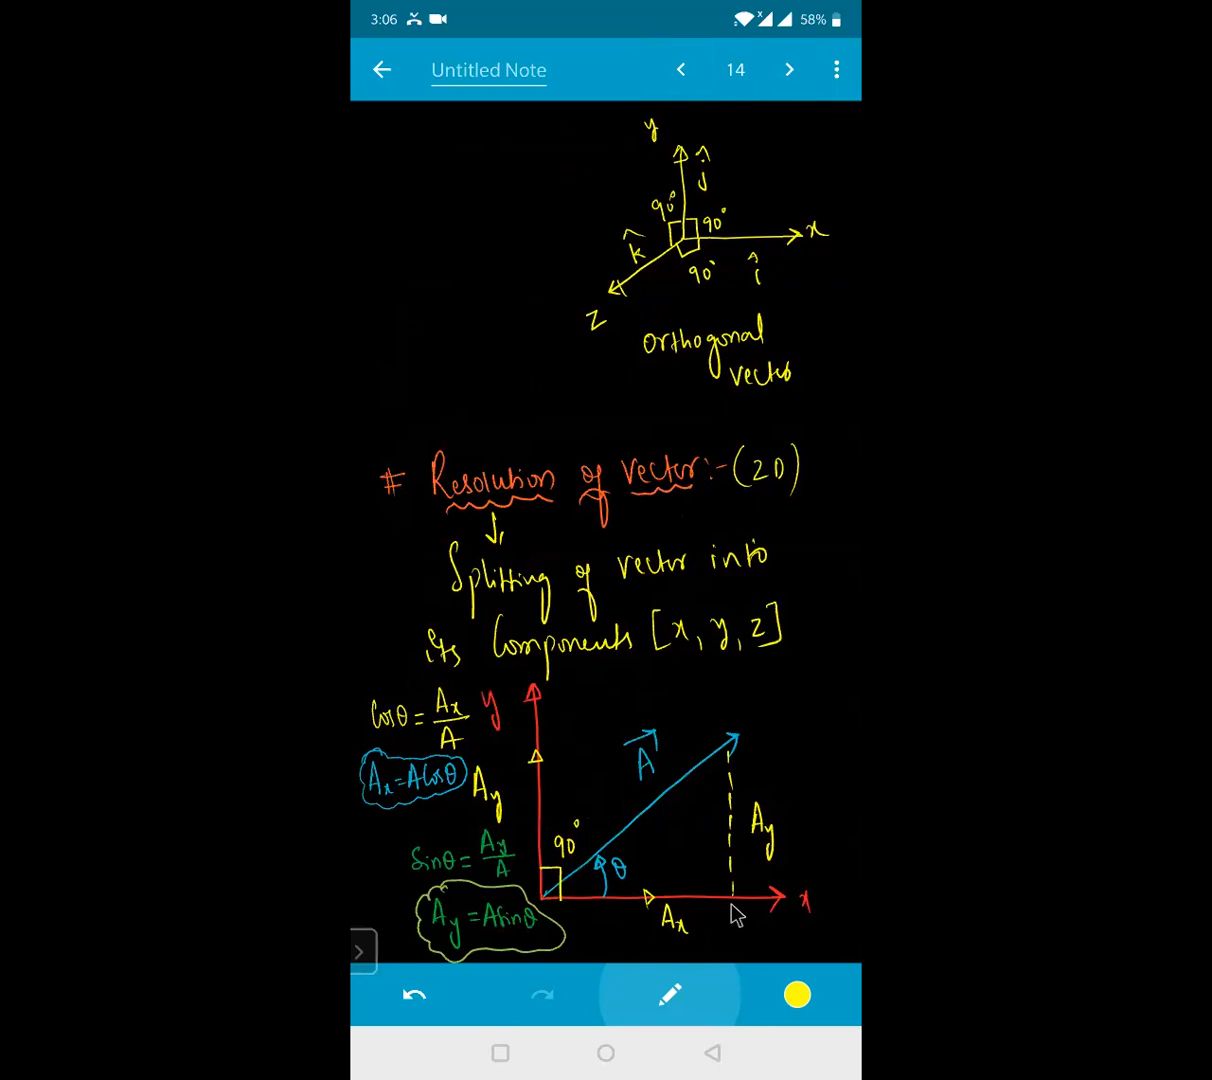 3:06
58%
Untitled Note
14
y
ĵ
90°
90°
x
k̂
90°
î
z
Orthogonal
vector
# Resolution of vector:- (2D)
Splitting of vector into
its Components [x, y, z]
Cosθ = Ax/A
y
Ax = ACosθ
Ay
A
Ay
90°
Sinθ = Ay/A
θ
Ay = ASinθ
Ax
x